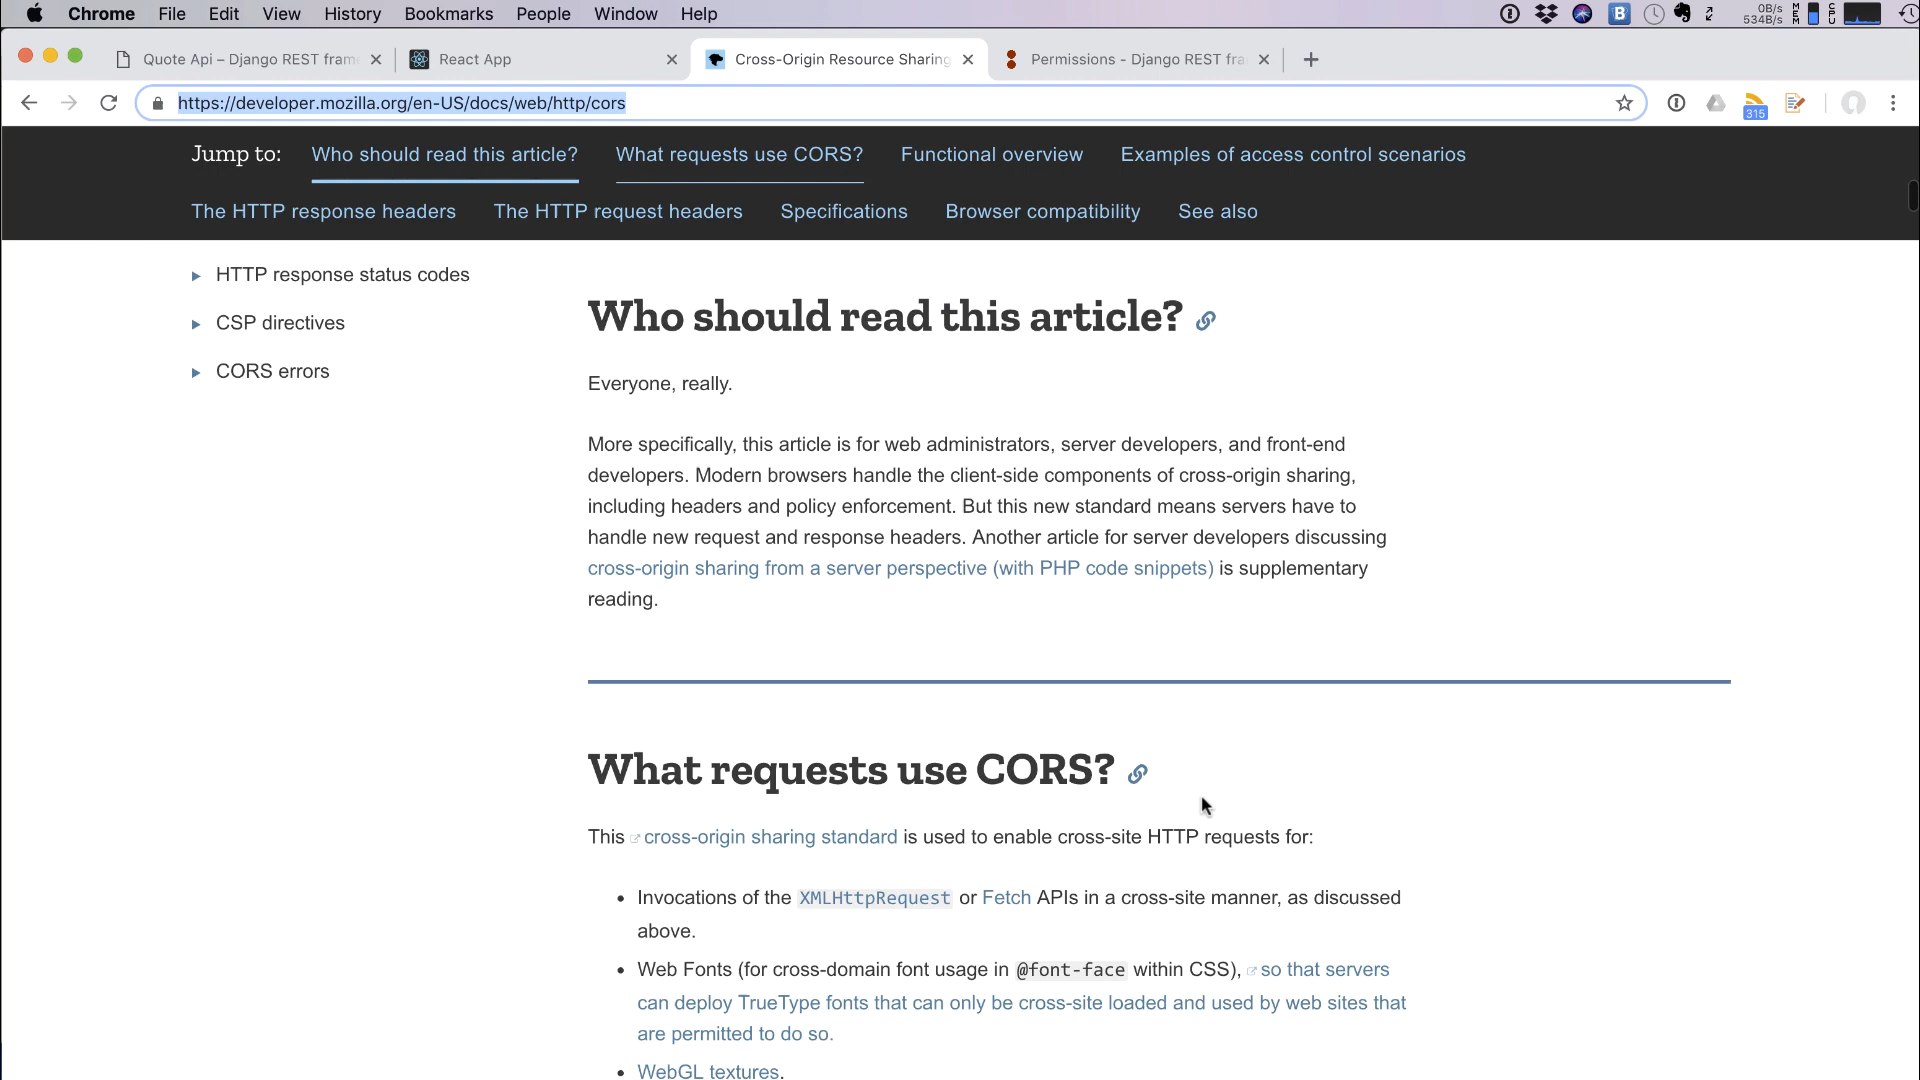 Chrome File Edit View History Bookmarks People Window Help
0B/s
534B/s
MEM
CPU
Quote Api – Django REST fram
React App
Cross-Origin Resource Sharing
Permissions - Django REST fra
https://developer.mozilla.org/en-US/docs/web/http/cors
315
Jump to: Who should read this article? What requests use CORS? Functional overview Examples of access control scenarios
The HTTP response headers The HTTP request headers Specifications Browser compatibility See also
HTTP response status codes
CSP directives
CORS errors
Who should read this article?
Everyone, really.
More specifically, this article is for web administrators, server developers, and front-end
developers. Modern browsers handle the client-side components of cross-origin sharing,
including headers and policy enforcement. But this new standard means servers have to
handle new request and response headers. Another article for server developers discussing
cross-origin sharing from a server perspective (with PHP code snippets) is supplementary
reading.
What requests use CORS?
This cross-origin sharing standard is used to enable cross-site HTTP requests for:
• Invocations of the XMLHttpRequest or Fetch APIs in a cross-site manner, as discussed
above.
• Web Fonts (for cross-domain font usage in @font-face within CSS), so that servers
can deploy TrueType fonts that can only be cross-site loaded and used by web sites that
are permitted to do so.
• WebGL textures.